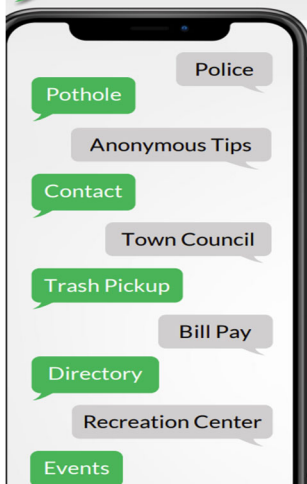 Police
Pothole
Anonymous Tips
Contact
Town Council
Trash Pickup
Bill Pay
Directory
Recreation Center
Events